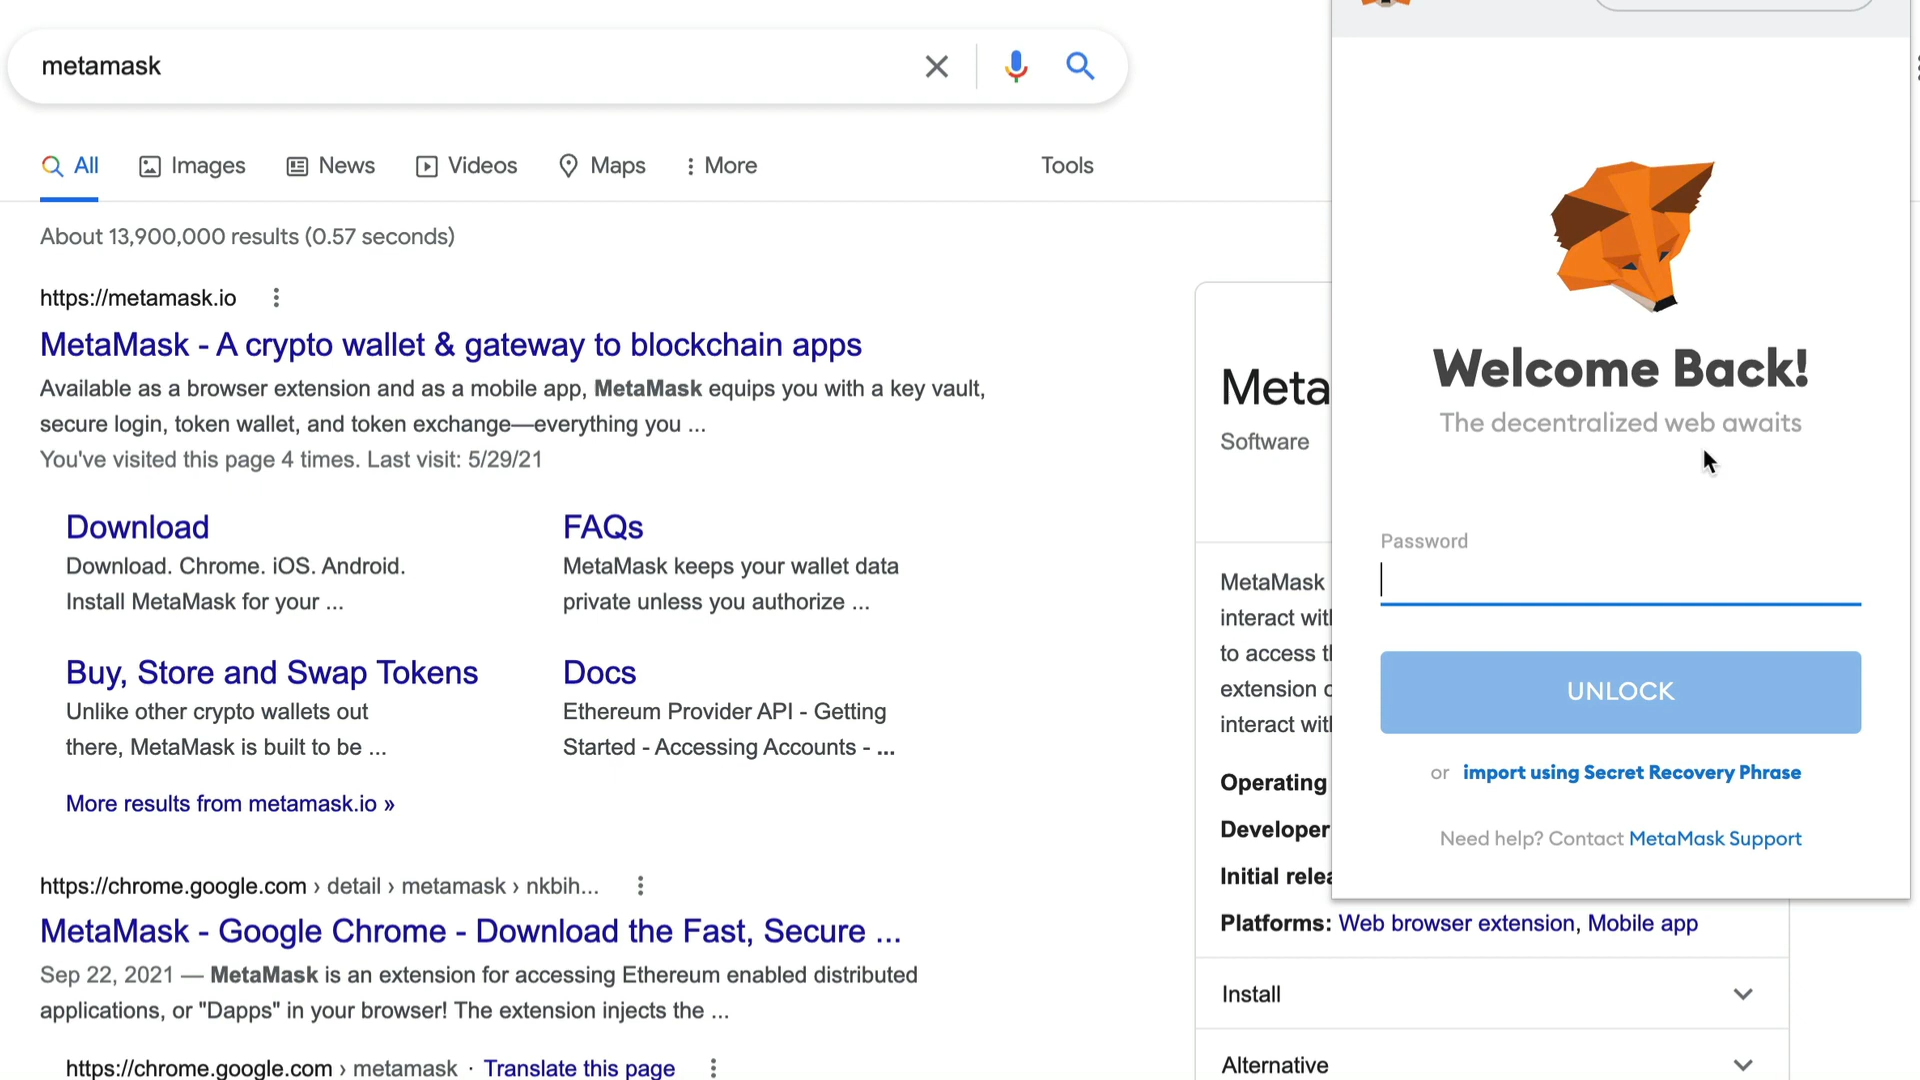 metamask
All Images News Videos Maps More Tools
About 13,900,000 results (0.57 seconds)
https://metamask.io
MetaMask - A crypto wallet & gateway to blockchain apps
Available as a browser extension and as a mobile app, MetaMask equips you with a key vault,
secure login, token wallet, and token exchange—everything you ...
You've visited this page 4 times. Last visit: 5/29/21
Download
Download. Chrome. iOS. Android.
Install MetaMask for your ...
FAQs
MetaMask keeps your wallet data
private unless you authorize ...
Buy, Store and Swap Tokens
Unlike other crypto wallets out
there, MetaMask is built to be ...
Docs
Ethereum Provider API - Getting
Started - Accessing Accounts - ...
More results from metamask.io »
https://chrome.google.com › detail › metamask › nkbih...
MetaMask - Google Chrome - Download the Fast, Secure ...
Sep 22, 2021 — MetaMask is an extension for accessing Ethereum enabled distributed
applications, or "Dapps" in your browser! The extension injects the ...
https://chrome.google.com › metamask · Translate this page
Meta
Software
MetaMask
interact
to access
extension
interact
Operating
Developer
Initial
Platforms: Web browser extension, Mobile app
Install
Alternative
Welcome Back!
The decentralized web awaits
Password
UNLOCK
or import using Secret Recovery Phrase
Need help? Contact MetaMask Support